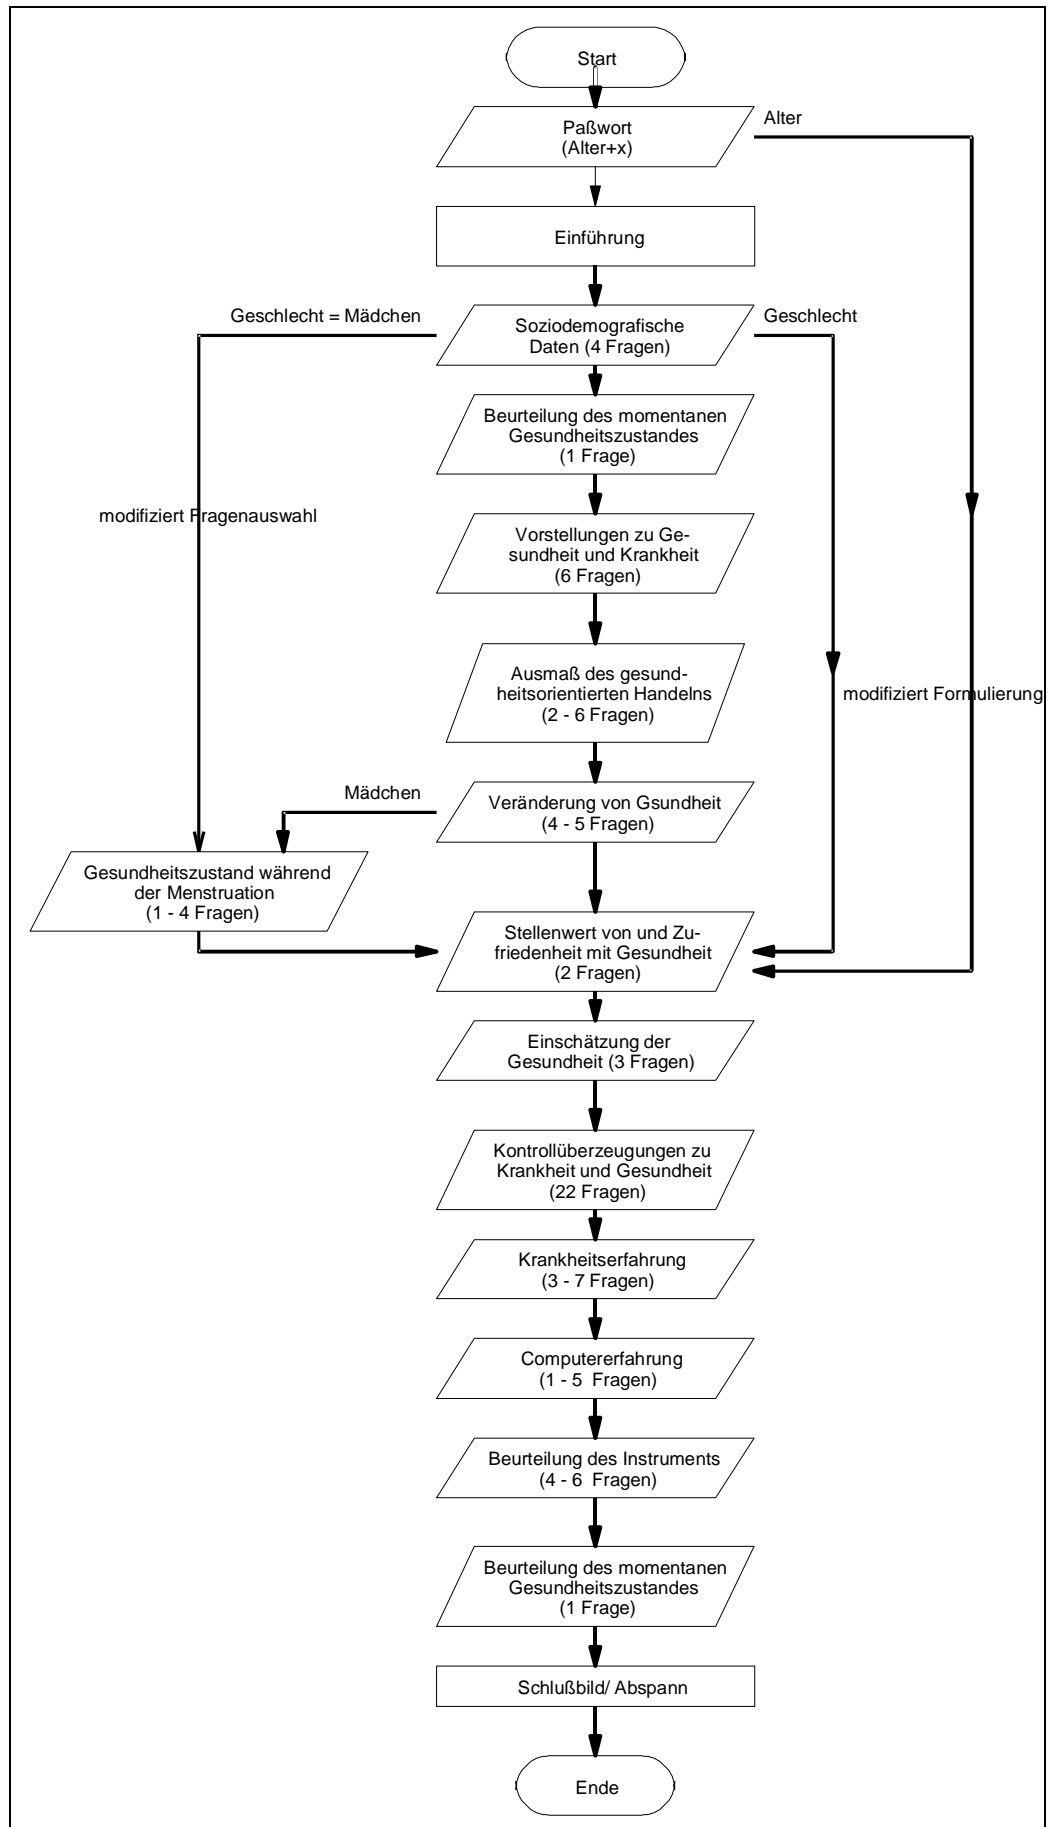 Start
Paßwort
(Alter+x)
Alter
Einführung
Geschlecht = Mädchen
Soziodemografische
Daten (4 Fragen)
Geschlecht
Beurteilung des momentanen
Gesundheitszustandes
(1 Frage)
modifiziert Fragenauswahl
Vorstellungen zu Ge-
sundheit und Krankheit
(6 Fragen)
Ausmaß des gesund-
heitsorientierten Handelns
(2 - 6 Fragen)
modifiziert Formulierung
Mädchen
Veränderung von Gsundheit
(4 - 5 Fragen)
Gesundheitszustand während
der Menstruation
(1 - 4 Fragen)
Stellenwert von und Zu-
friedenheit mit Gesundheit
(2 Fragen)
Einschätzung der
Gesundheit (3 Fragen)
Kontrollüberzeugungen zu
Krankheit und Gesundheit
(22 Fragen)
Krankheitserfahrung
(3 - 7 Fragen)
Computererfahrung
(1 - 5 Fragen)
Beurteilung des Instruments
(4 - 6 Fragen)
Beurteilung des momentanen
Gesundheitszustandes
(1 Frage)
Schlußbild/ Abspann
Ende